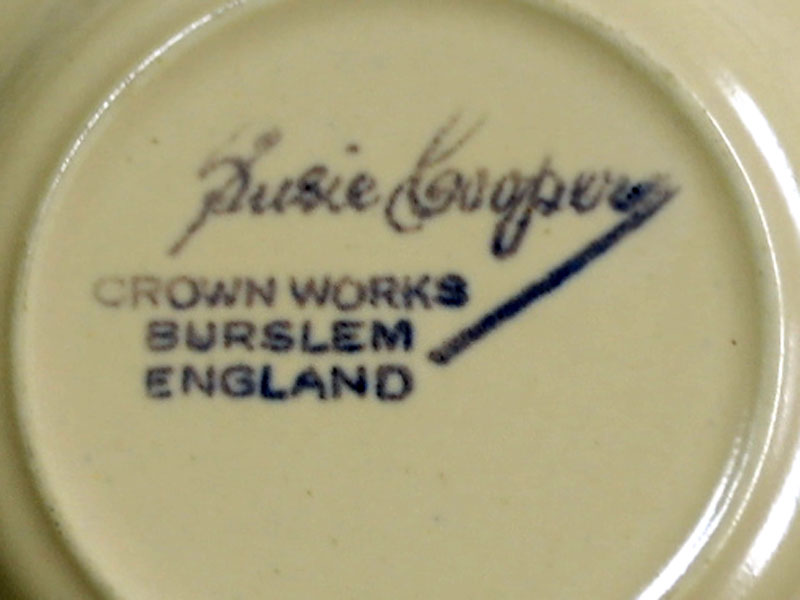 Susie Cooper
CROWN WORKS
BURSLEM
ENGLAND